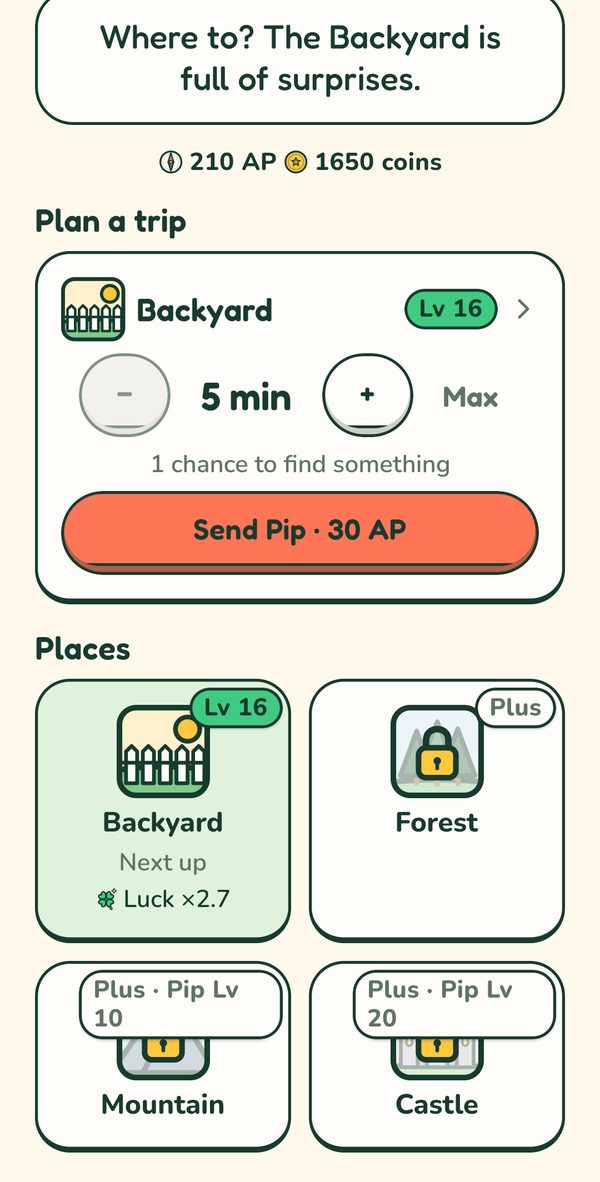 Where to? The Backyard is
full of surprises.
210 AP 1650 coins
Plan a trip
Backyard
Lv 16
− 5 min + Max
1 chance to find something
Send Pip · 30 AP
Places
Lv 16
Backyard
Next up
Luck ×2.7
Plus
Forest
Plus · Pip Lv
10
Mountain
Plus · Pip Lv
20
Castle